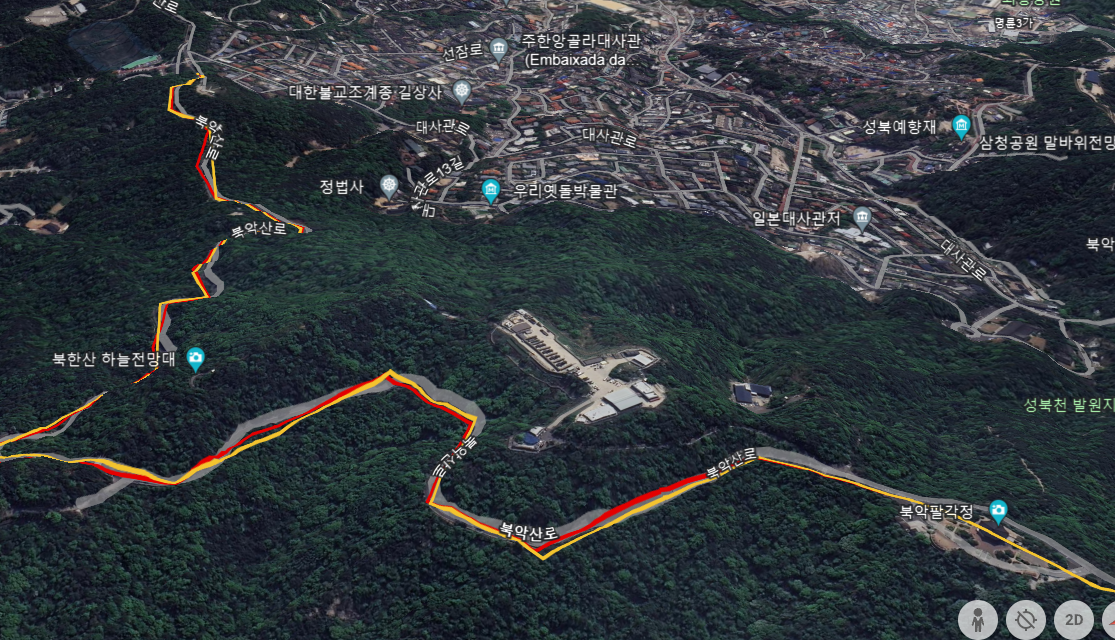 명륜3가
선잠로
주한앙골라대사관
(Embaixada da...
대한불교조계종 길상사
대사관로
대사관로
성북예향재
삼청공원 말바위전망
북악산로
정법사
대사관로13길
우리옛돌박물관
일본대사관저
북악산로
대사관로
북악
북한산 하늘전망대
성북천 발원지
북악산로
북악산로
북악팔각정
북악산로
2D